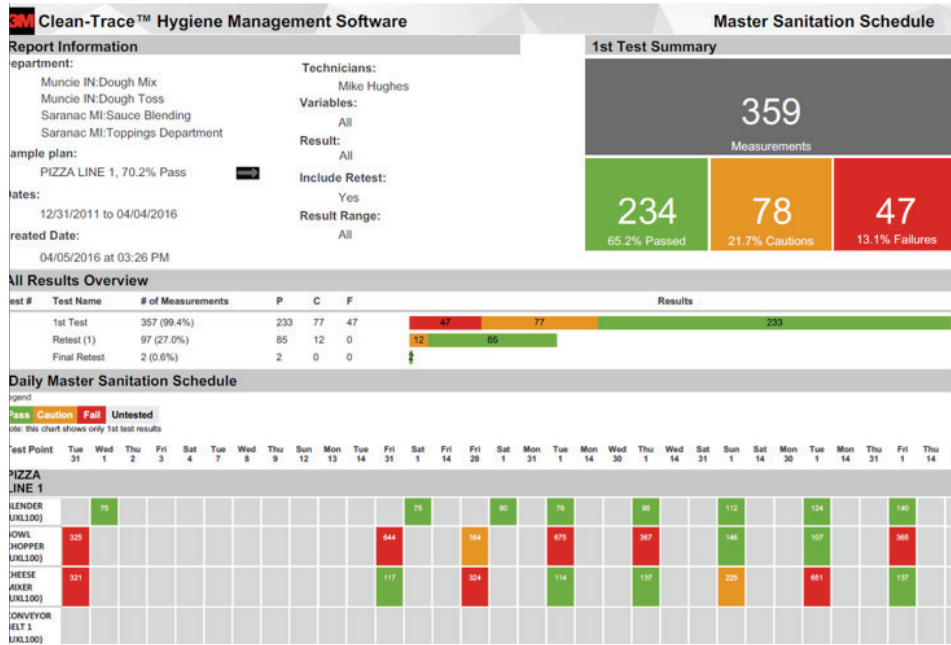 3M Clean-Trace™ Hygiene Management Software
Master Sanitation Schedule
Report Information
epartment:
Muncie IN:Dough Mix
Muncie IN:Dough Toss
Saranac MI:Sauce Blending
Saranac MI:Toppings Department
ample plan:
PIZZA LINE 1, 70.2% Pass
ates:
12/31/2011 to 04/04/2016
reated Date:
04/05/2016 at 03:26 PM
Technicians:
Mike Hughes
Variables:
All
Result:
All
Include Retest:
Yes
Result Range:
All
1st Test Summary
359
Measurements
234
65.2% Passed
78
21.7% Cautions
47
13.1% Failures
All Results Overview
est # Test Name # of Measurements P C F Results
1st Test 357 (99.4%) 233 77 47 47 77 233
Retest (1) 97 (27.0%) 85 12 0 12 85
Final Retest 2 (0.6%) 2 0 0 2
Daily Master Sanitation Schedule
egend
Pass Caution Fail Untested
ote: this chart shows only 1st test results
Test Point Tue Wed Thu Fri Sat Tue Wed Thu Sun Mon Tue Fri Sat Fri Fri Sat Mon Tue Mon Wed Thu Wed Sat Sun Sat Mon Tue Mon Thu Fri Thu
31 1 2 3 4 7 8 9 12 13 14 31 1 14 28 1 31 1 14 30 1 14 31 1 14 30 1 14 31 1 14
PIZZA
LINE 1
BLENDER
(UXL100)
75 75 80 76 95 112 124 140
BOWL
CHOPPER
(UXL100)
325 644 164 675 367 146 107 365
CHEESE
MIXER
(UXL100)
321 117 324 114 137 225 651 137
CONVEYOR
BELT 1
(UXL100)